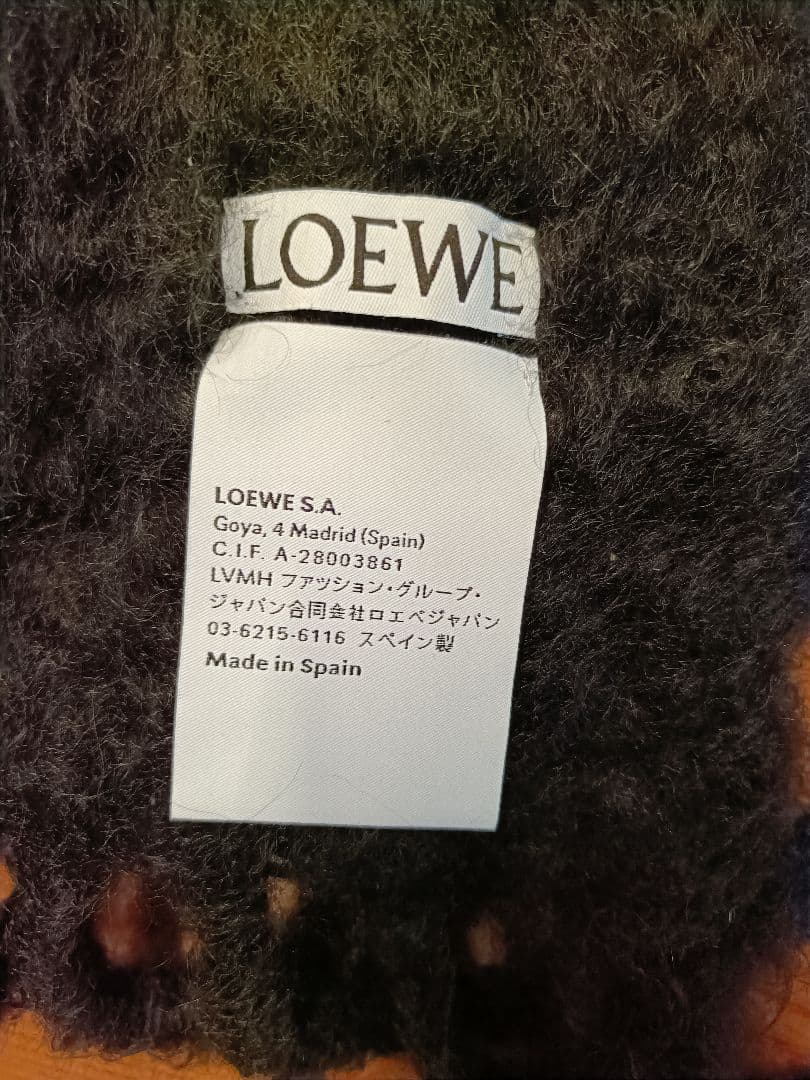 LOEWE
LOEWE S.A.
Goya, 4 Madrid (Spain)
C.I.F. A-28003861
LVMH ファッション・グループ・
ジャパン合同会社ロエベジャパン
03-6215-6116 スペイン製
Made in Spain